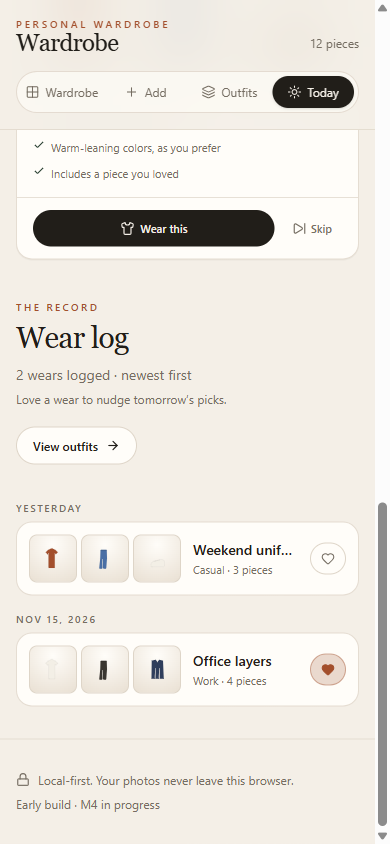 PERSONAL WARDROBE
Wardrobe
12 pieces
Wardrobe
Add
Outfits
Today
Warm-leaning colors, as you prefer
Includes a piece you loved
Wear this
Skip
THE RECORD
Wear log
2 wears logged · newest first
Love a wear to nudge tomorrow's picks.
View outfits
YESTERDAY
Weekend unif...
Casual · 3 pieces
NOV 15, 2026
Office layers
Work · 4 pieces
Local-first. Your photos never leave this browser.
Early build · M4 in progress